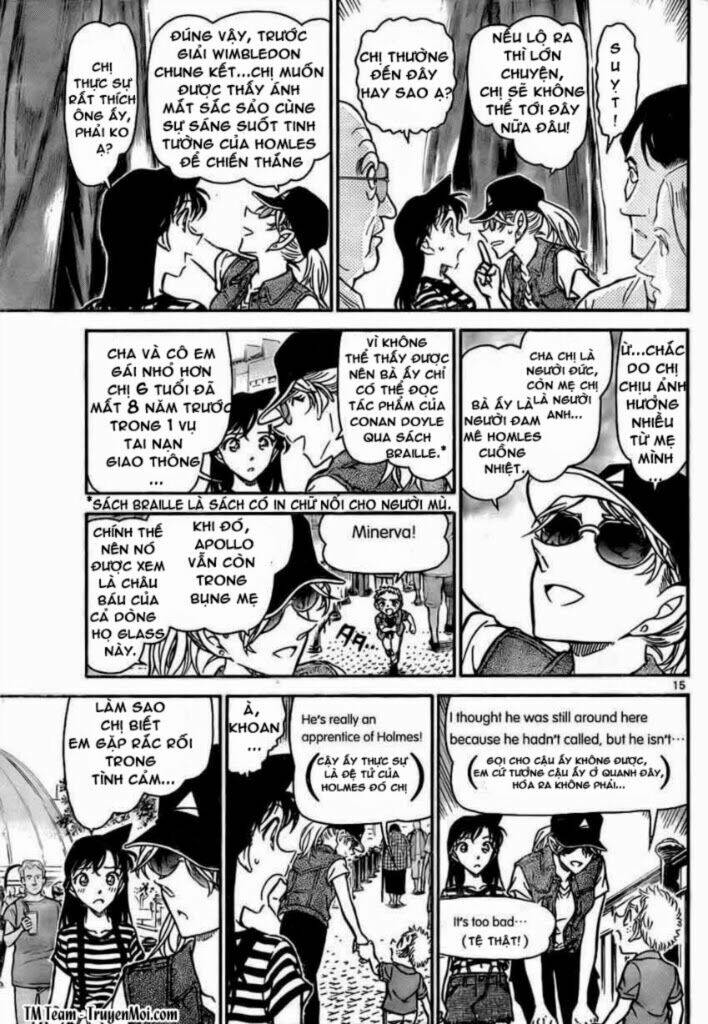 SUỴT!
NẾU LỘ RA
THÌ LỚN
CHUYỆN,
CHỊ SẼ KHÔNG
THỂ TỚI ĐÂY
NỮA ĐÂU!
CHỊ THƯỜNG
ĐẾN ĐÂY
HAY SAO Ạ?
ĐÚNG VẬY, TRƯỚC
GIẢI WIMBLEDON
CHUNG KẾT...CHỊ MUỐN
ĐƯỢC THẤY ÁNH
MẮT SẮC SẢO CÙNG
SỰ SÁNG SUỐT TINH
TƯỜNG CỦA HOMLES
ĐỂ CHIẾN THẮNG
CHỊ
THỰC SỰ
RẤT THÍCH
ÔNG ẤY,
PHẢI KO
Ạ?
Ừ...CHẮC
DO CHỊ
CHỊU ẢNH
HƯỞNG
NHIỀU
TỪ MẸ
MÌNH ...
CHA CHỊ LÀ
NGƯỜI ĐỨC,
CÒN MẸ CHỊ
LÀ NGƯỜI
ANH...
BÀ ẤY LÀ
NGƯỜI ĐAM
MÊ HOMLES
CUỒNG
NHIỆT.
VÌ KHÔNG
THỂ THẤY ĐƯỢC
NÊN BÀ ẤY CHỈ
CÓ THỂ ĐỌC
TÁC PHẨM CỦA
CONAN DOYLE
QUA SÁCH
BRAILLE.*
CHA VÀ CÔ EM
GÁI NHỎ HƠN
CHỊ 6 TUỔI ĐÃ
MẤT 8 NĂM TRƯỚC
TRONG 1 VỤ
TAI NẠN
GIAO THÔNG
...
*SÁCH BRAILLE LÀ SÁCH CÓ IN CHỮ NỔI CHO NGƯỜI MÙ.
Minerva!
KHI ĐÓ,
APOLLO
VẪN CÒN
TRONG
BỤNG MẸ
CHÍNH THẾ
NÊN NÓ
ĐƯỢC XEM
LÀ CHÂU
BÁU CỦA
CẢ DÒNG
HỌ GLASS
NÀY.
15
I thought he was still around here
because he hadn't called, but he isn't...
(GỌI CHO CẬU ẤY KHÔNG ĐƯỢC,
EM CỨ TƯỞNG CẬU ẤY Ở QUANH ĐÂY,
HÓA RA KHÔNG PHẢI...)
It's too bad...
(TỆ THẬT!)
He's really an
apprentice of Holmes!
(CẬU ẤY THỰC SỰ
LÀ ĐỆ TỬ CỦA
HOLMES ĐÓ CHỊ)
À,
KHOAN
...
LÀM SAO
CHỊ BIẾT
EM GẶP RẮC RỐI
TRONG
TÌNH CẢM...
TM Team - TruyenMoi.com